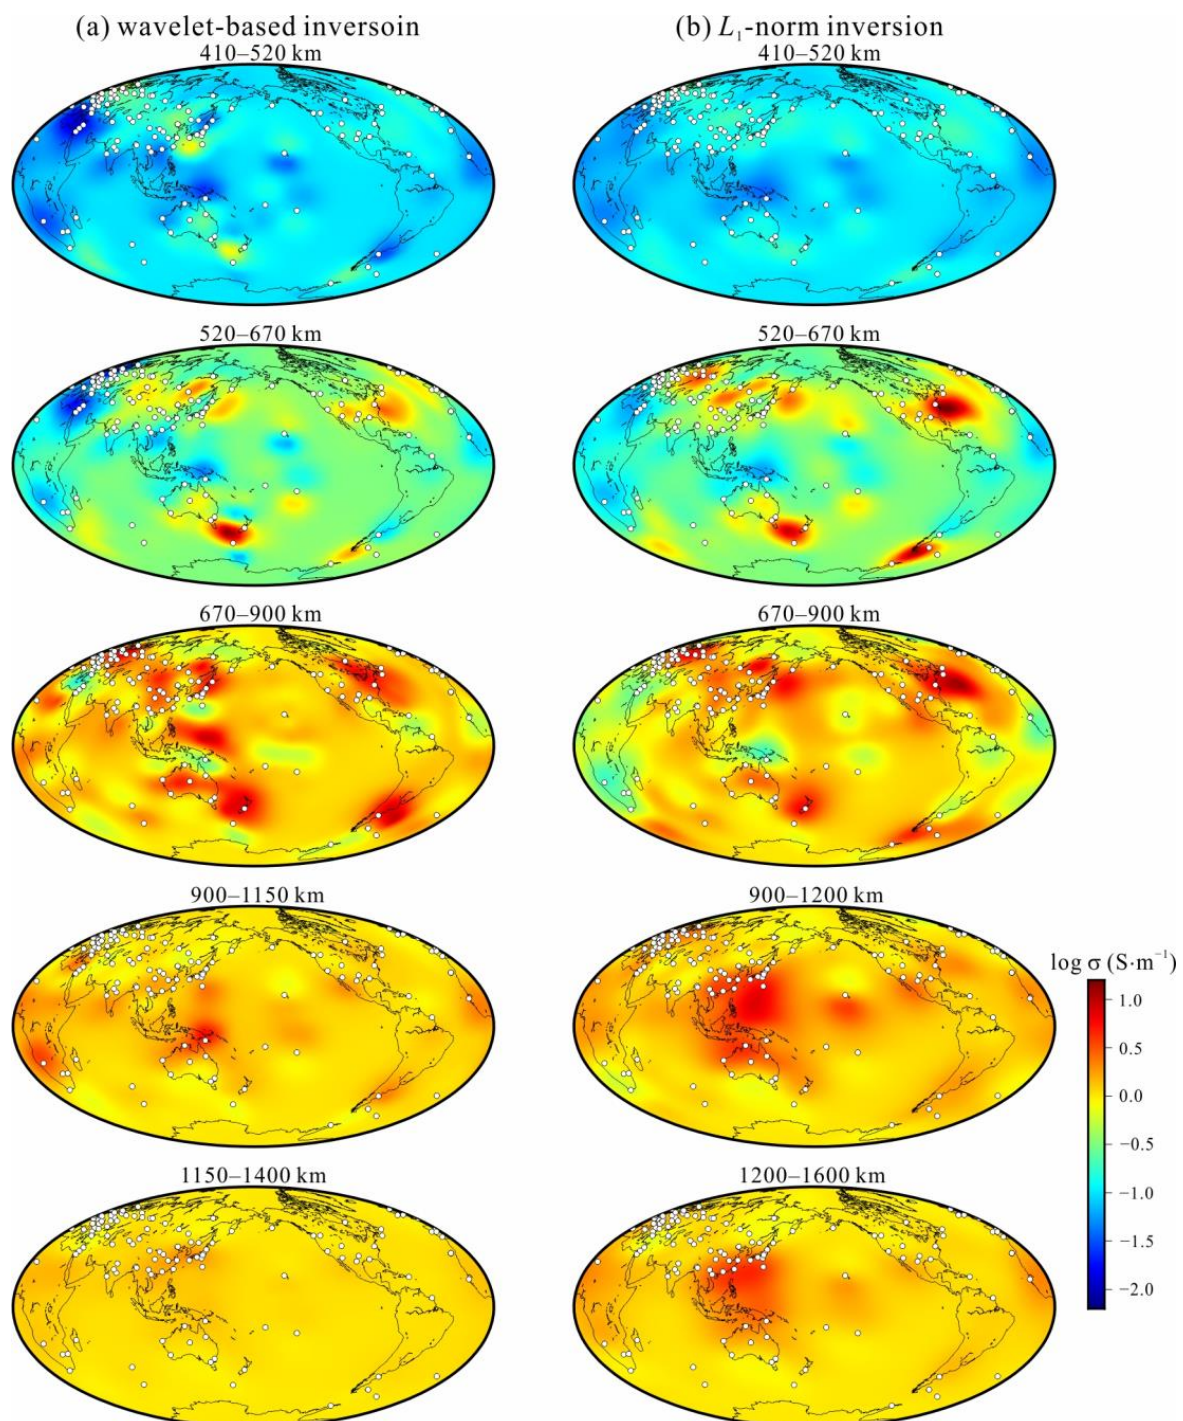 (a) wavelet-based inversoin
(b) L₁-norm inversion
410–520 km
410–520 km
520–670 km
520–670 km
670–900 km
670–900 km
900–1150 km
900–1200 km
log σ (S·m⁻¹)
1.0
0.5
0.0
−0.5
−1.0
−1.5
−2.0
1150–1400 km
1200–1600 km